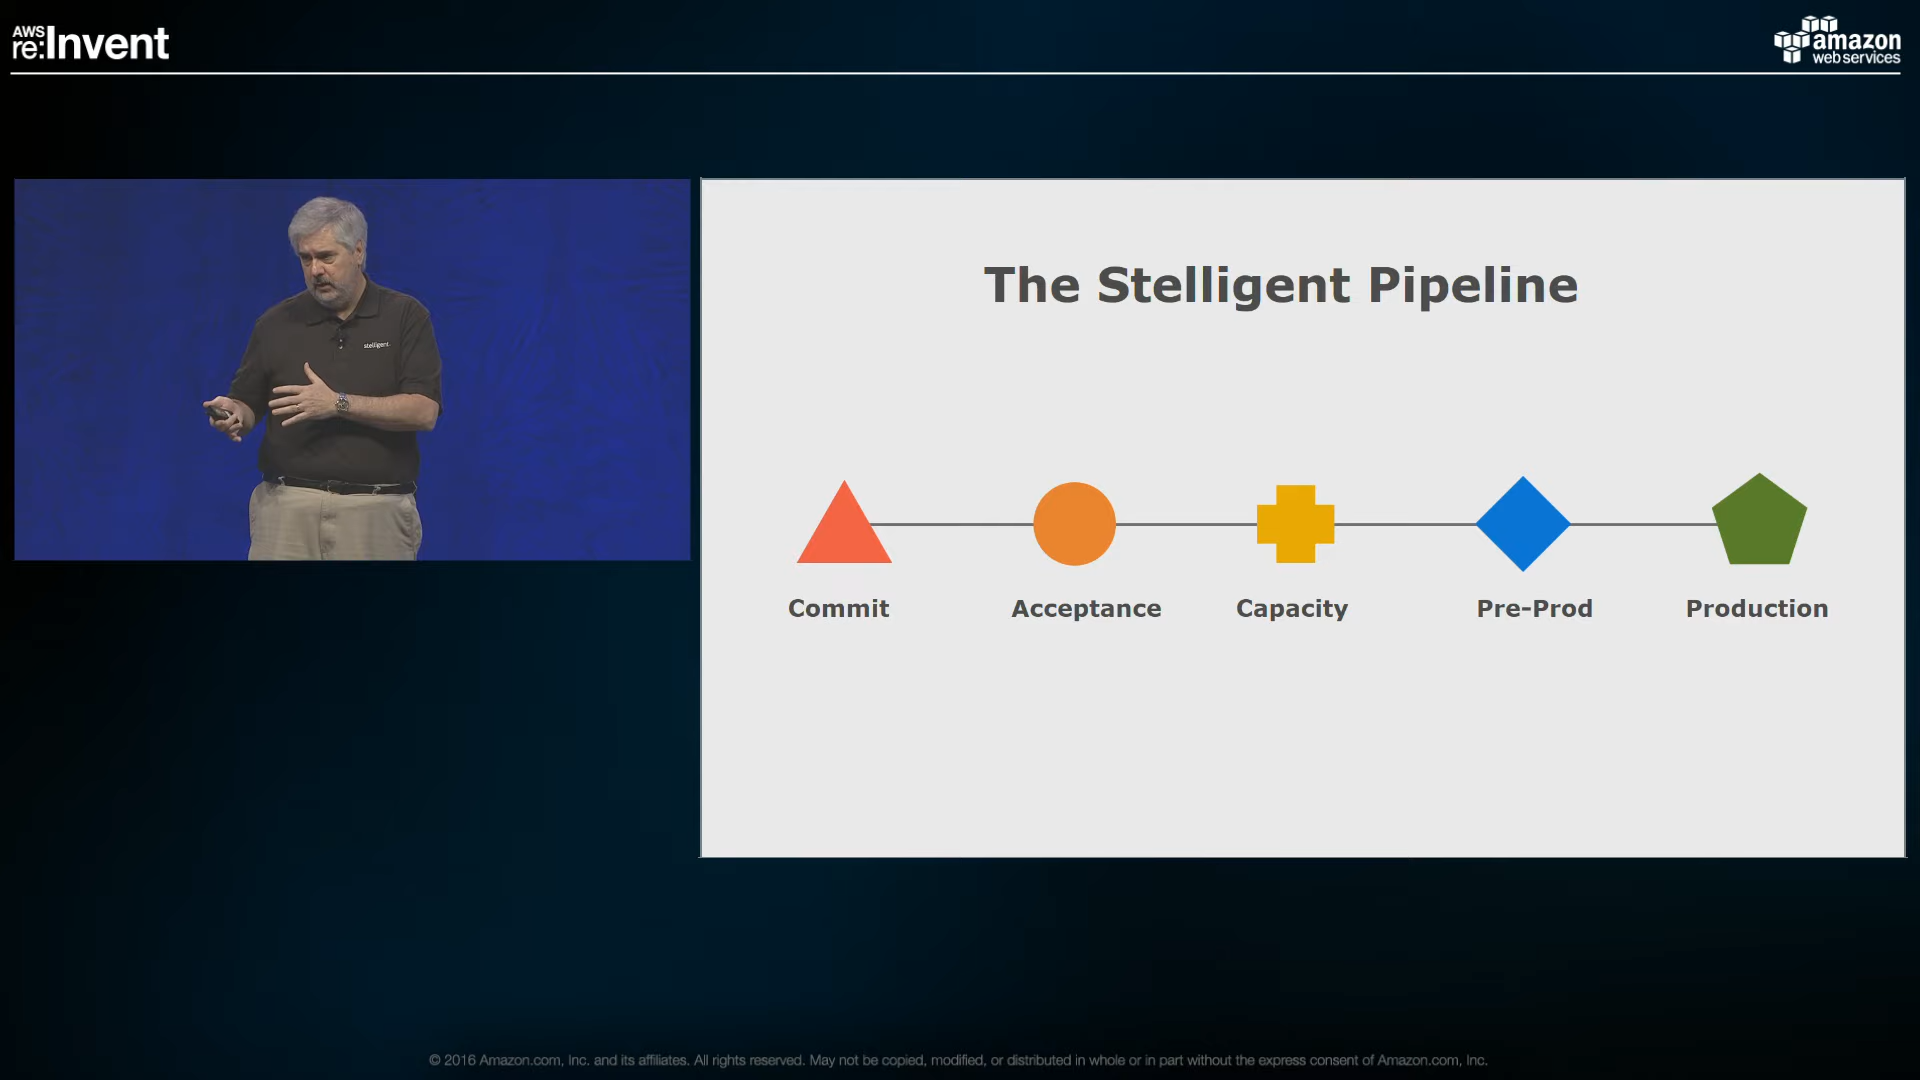 AWS
re:Invent
amazon
web services
stelligent
The Stelligent Pipeline
Commit
Acceptance
Capacity
Pre-Prod
Production
© 2016 Amazon.com, Inc. and its affiliates. All rights reserved. May not be copied, modified, or distributed in whole or in part without the express consent of Amazon.com, Inc.